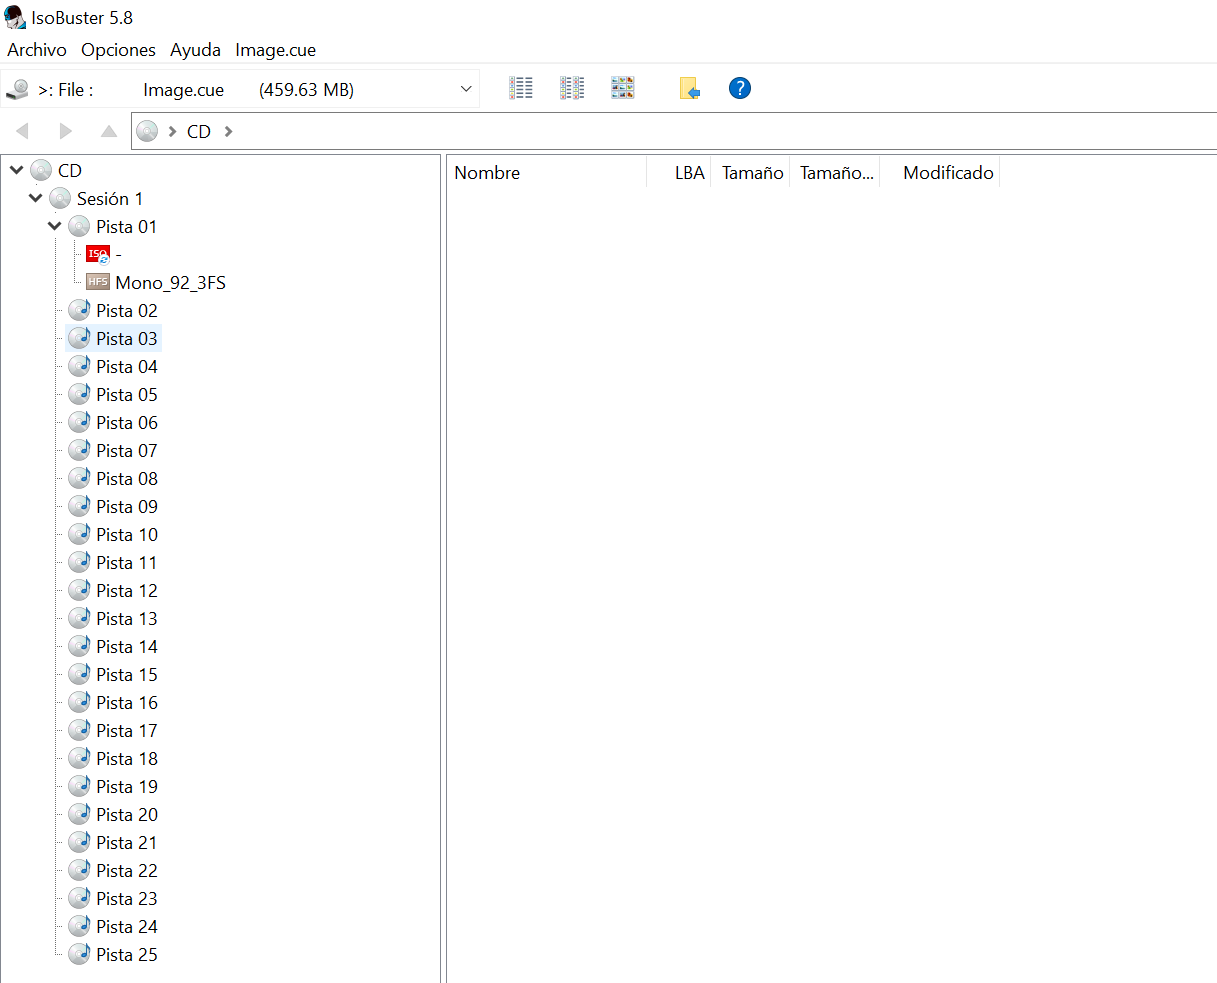 IsoBuster 5.8
Archivo Opciones Ayuda Image.cue
>: File : Image.cue (459.63 MB)
?
CD
CD
Nombre LBA Tamaño Tamaño... Modificado
Sesión 1
Pista 01
ISO -
HFS Mono_92_3FS
Pista 02
Pista 03
Pista 04
Pista 05
Pista 06
Pista 07
Pista 08
Pista 09
Pista 10
Pista 11
Pista 12
Pista 13
Pista 14
Pista 15
Pista 16
Pista 17
Pista 18
Pista 19
Pista 20
Pista 21
Pista 22
Pista 23
Pista 24
Pista 25